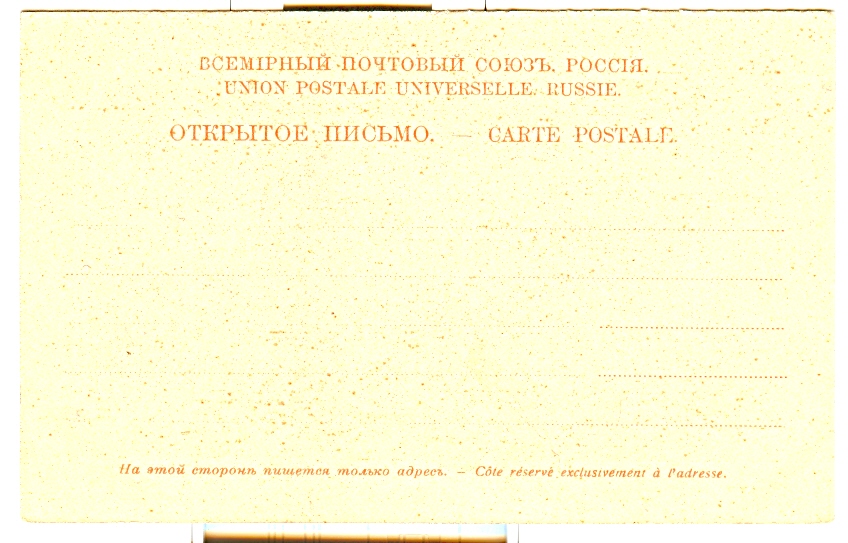 ВСЕМІРНЫЙ ПОЧТОВЫЙ СОЮЗЪ. РОССІЯ.
UNION POSTALE UNIVERSELLE. RUSSIE.
ОТКРЫТОЕ ПИСЬМО. — CARTE POSTALE.
На этой сторонѣ пишется только адресъ. — Côte réservé exclusivement à l'adresse.